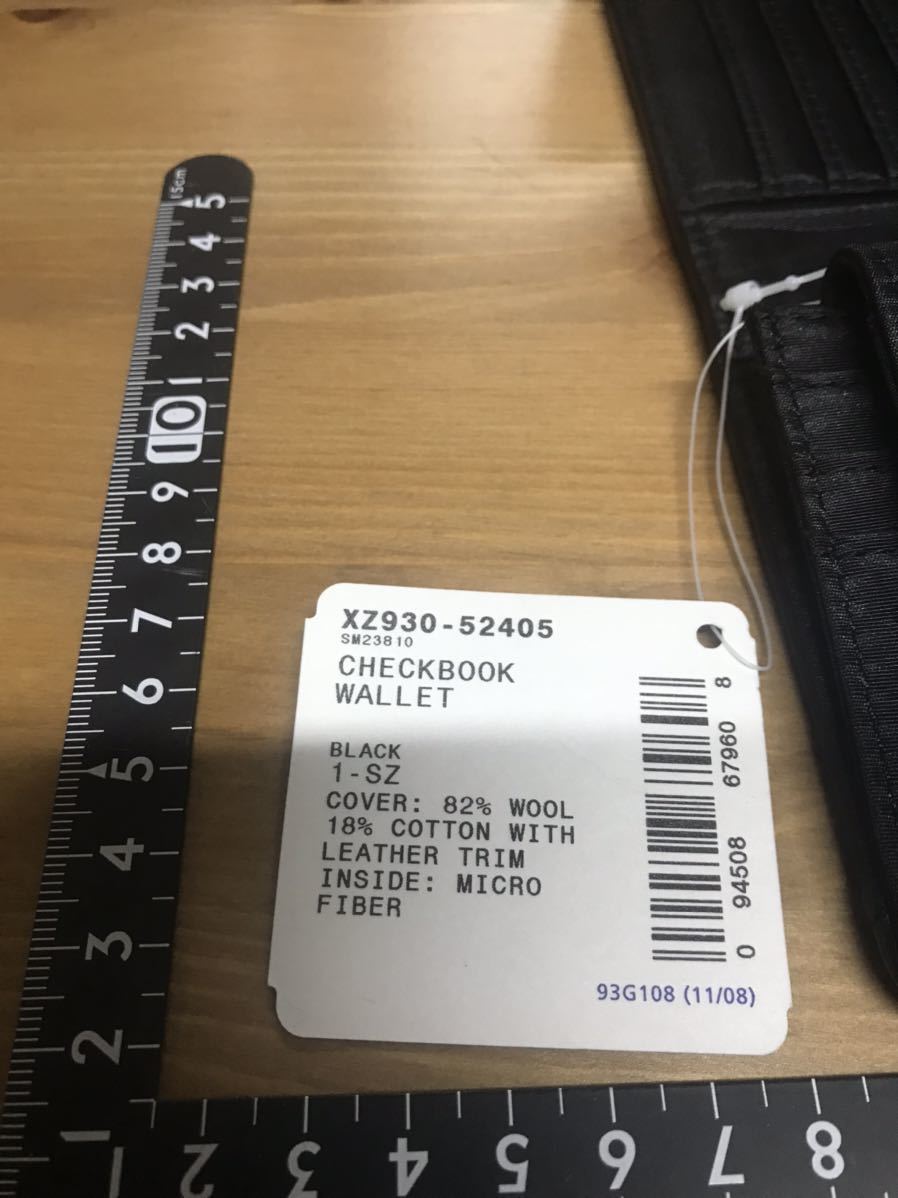 XZ930-52405
SM23810
CHECKBOOK
WALLET
BLACK
1-SZ
COVER: 82% WOOL
18% COTTON WITH
LEATHER TRIM
INSIDE: MICRO
FIBER
0 94508 67960 8
93G108 (11/08)
15cm
5
4
3
2
1
10
9
8
7
6
5
4
3
2
1
1 2 3 4 5 6 7 8